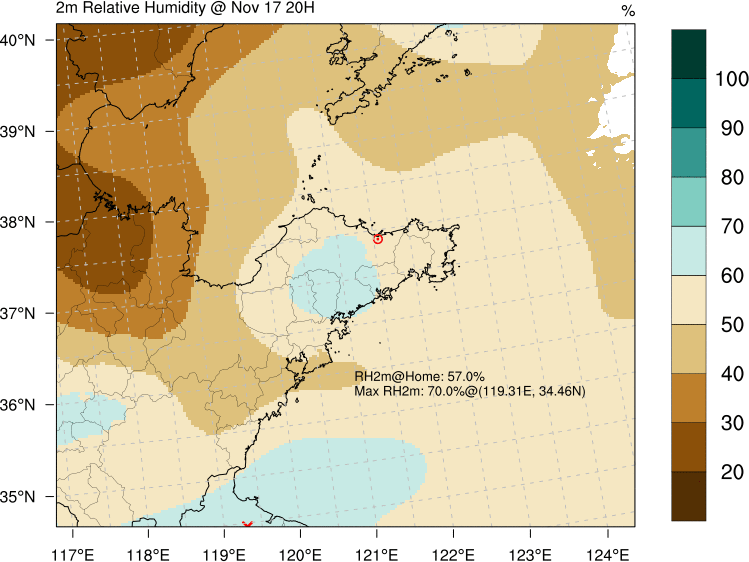 2m Relative Humidity @ Nov 17 20H
%
40°N
39°N
38°N
37°N
36°N
35°N
100
90
80
70
60
50
40
30
20
RH2m@Home: 57.0%
Max RH2m: 70.0%@(119.31E, 34.46N)
117°E 118°E 119°E 120°E 121°E 122°E 123°E 124°E